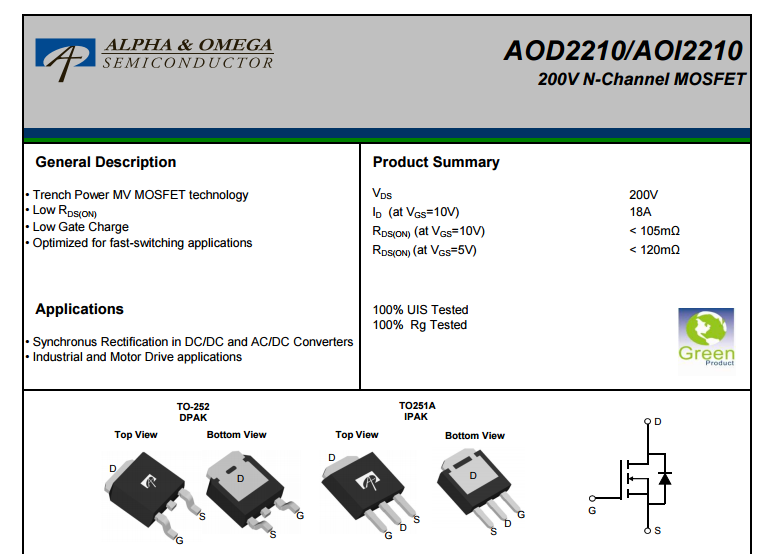 ALPHA & OMEGA
SEMICONDUCTOR
AOD2210/AOI2210
200V N-Channel MOSFET
General Description
• Trench Power MV MOSFET technology
• Low RDS(ON)
• Low Gate Charge
• Optimized for fast-switching applications
Applications
• Synchronus Rectification in DC/DC and AC/DC Converters
• Industrial and Motor Drive applications
Product Summary
VDS 200V
ID (at VGS=10V) 18A
RDS(ON) (at VGS=10V) < 105mΩ
RDS(ON) (at VGS=5V) < 120mΩ
100% UIS Tested
100% Rg Tested
Green
Product
TO-252
DPAK
Top View Bottom View
D
S
G
D
G
S
TO251A
IPAK
Top View Bottom View
D
S
D
G
D
G
D
S
D
G
S